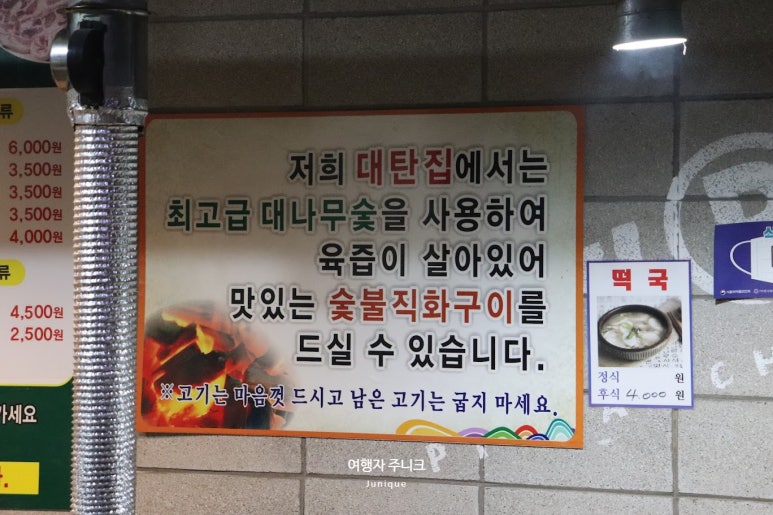 류
6,000원
3,500원
3,500원
3,500원
4,000원
류
4,500원
2,500원
가세요
저희 대탄집에서는
최고급 대나무숯을 사용하여
육즙이 살아있어
맛있는 숯불직화구이를
드실 수 있습니다.
※고기는 마음껏 드시고 남은 고기는 굽지 마세요.
떡국
정식 원
후식 4,000 원
여행자 주니크
Junique